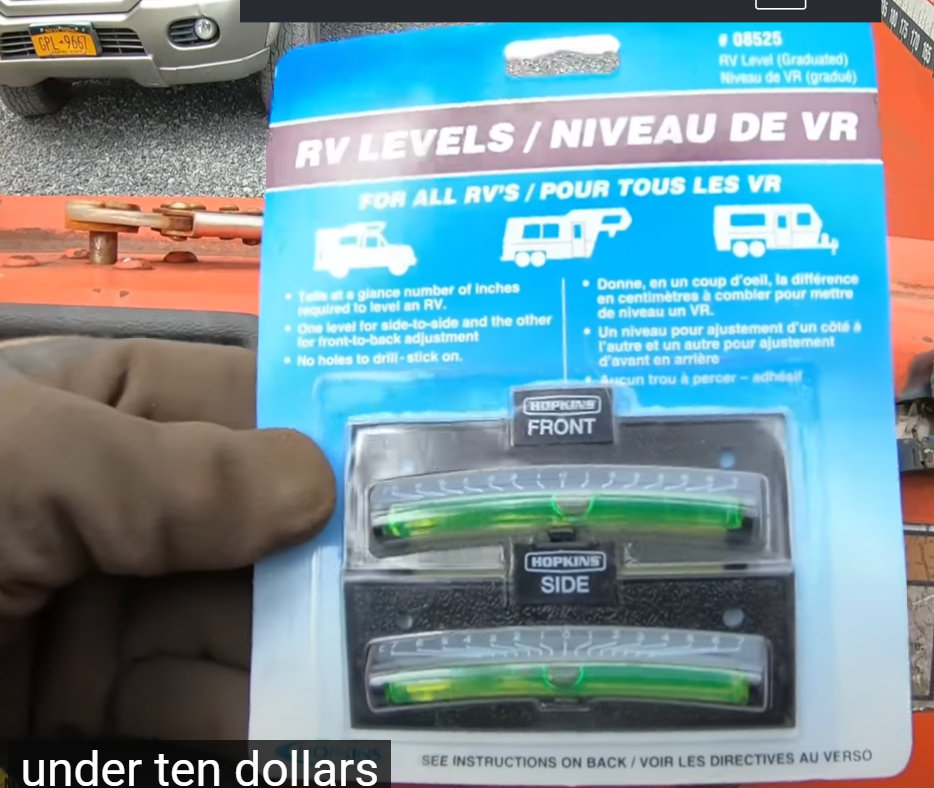 GPL-9667
# 08525
RV Level (Graduated)
Niveau de VR (gradué)
RV LEVELS / NIVEAU DE VR
FOR ALL RV'S / POUR TOUS LES VR
• Tells at a glance number of inches
required to level an RV.
• One level for side-to-side and the other
for front-to-back adjustment
• No holes to drill - stick on.
• Donne, en un coup d'oeil, la différence
en centimètres à combler pour mettre
de niveau un VR.
• Un niveau pour ajustement d'un côté à
l'autre et un autre pour ajustement
d'avant en arrière
• Aucun trou à percer – adhésif
HOPKINS
FRONT
HOPKINS
SIDE
SEE INSTRUCTIONS ON BACK / VOIR LES DIRECTIVES AU VERSO
under ten dollars
180 175 170 165